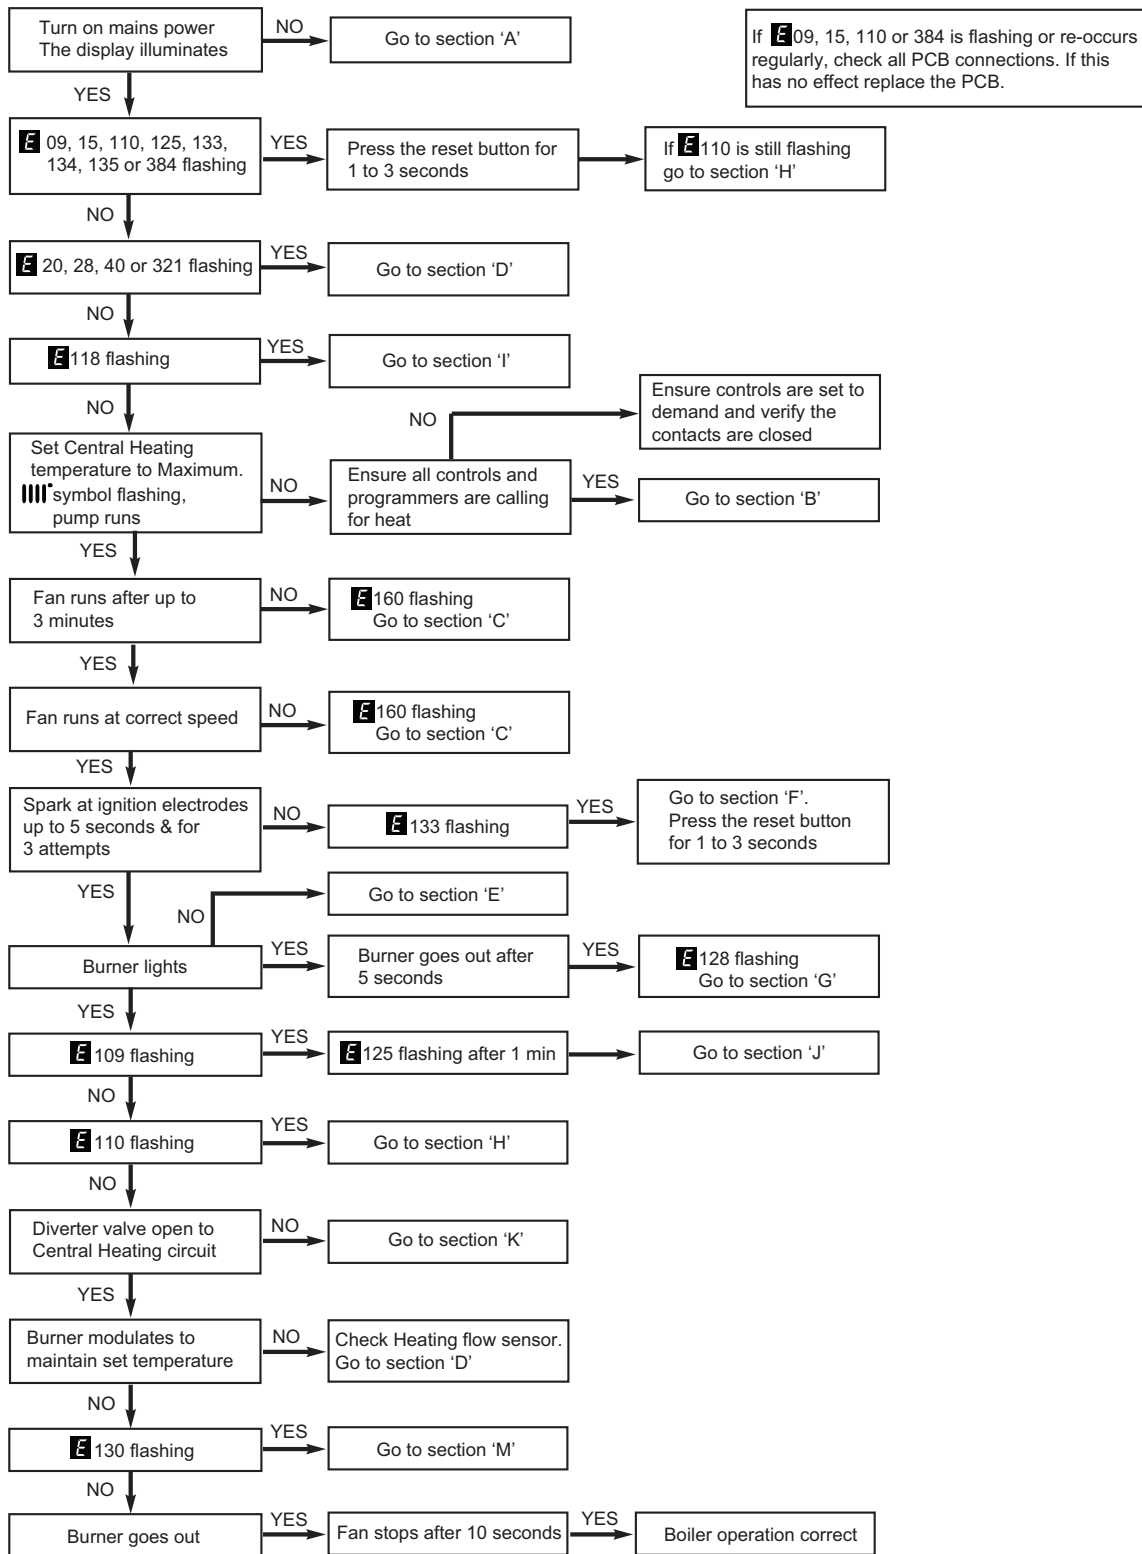 Turn on mains power
The display illuminates
NO
Go to section ‘A’
If E 09, 15, 110 or 384 is flashing or re-occurs
regularly, check all PCB connections. If this
has no effect replace the PCB.
YES
E 09, 15, 110, 125, 133,
134, 135 or 384 flashing
YES
Press the reset button for
1 to 3 seconds
If E 110 is still flashing
go to section ‘H’
NO
E 20, 28, 40 or 321 flashing
YES
Go to section ‘D’
NO
E 118 flashing
YES
Go to section ‘I’
NO
Set Central Heating
temperature to Maximum.
symbol flashing,
pump runs
NO
Ensure all controls and
programmers are calling
for heat
NO
Ensure controls are set to
demand and verify the
contacts are closed
YES
Go to section ‘B’
YES
Fan runs after up to
3 minutes
NO
E 160 flashing
Go to section ‘C’
YES
Fan runs at correct speed
NO
E 160 flashing
Go to section ‘C’
YES
Spark at ignition electrodes
up to 5 seconds & for
3 attempts
NO
E 133 flashing
YES
Go to section ‘F’.
Press the reset button
for 1 to 3 seconds
YES
NO
Go to section ‘E’
Burner lights
YES
Burner goes out after
5 seconds
YES
E 128 flashing
Go to section ‘G’
YES
E 109 flashing
YES
E 125 flashing after 1 min
Go to section ‘J’
NO
E 110 flashing
YES
Go to section ‘H’
NO
Diverter valve open to
Central Heating circuit
NO
Go to section ‘K’
YES
Burner modulates to
maintain set temperature
NO
Check Heating flow sensor.
Go to section ‘D’
NO
E 130 flashing
YES
Go to section ‘M’
NO
Burner goes out
YES
Fan stops after 10 seconds
YES
Boiler operation correct